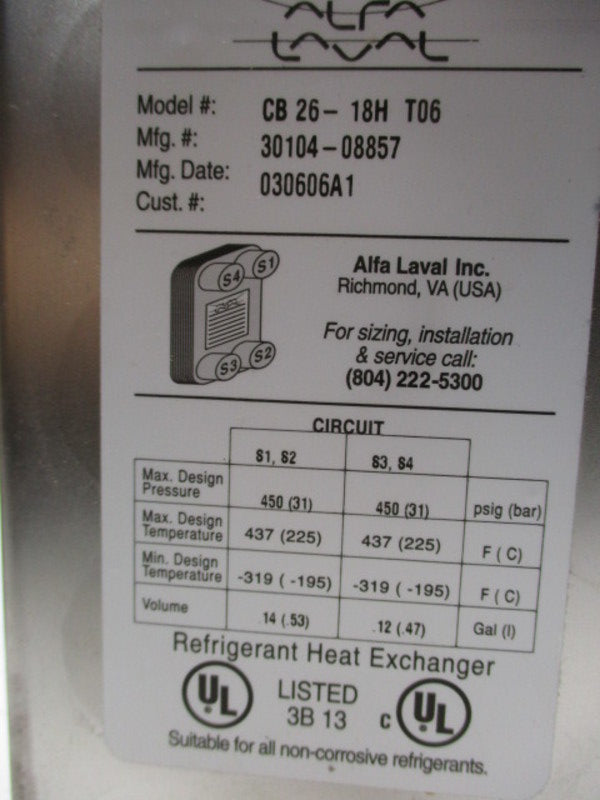 ALFA
LAVAL
Model #: CB 26- 18H T06
Mfg. #: 30104-08857
Mfg. Date: 030606A1
Cust. #:
S4 S1
ALFA LAVAL
S3 S2
Alfa Laval Inc.
Richmond, VA (USA)
For sizing, installation
& service call:
(804) 222-5300
CIRCUIT
S1, S2 S3, S4
Max. Design
Pressure 450 (31) 450 (31) psig (bar)
Max. Design
Temperature 437 (225) 437 (225) F ( C)
Min. Design
Temperature -319 ( -195) -319 ( -195) F ( C)
Volume .14 (.53) .12 (.47) Gal (l)
Refrigerant Heat Exchanger
UL LISTED
3B 13 C UL
Suitable for all non-corrosive refrigerants.